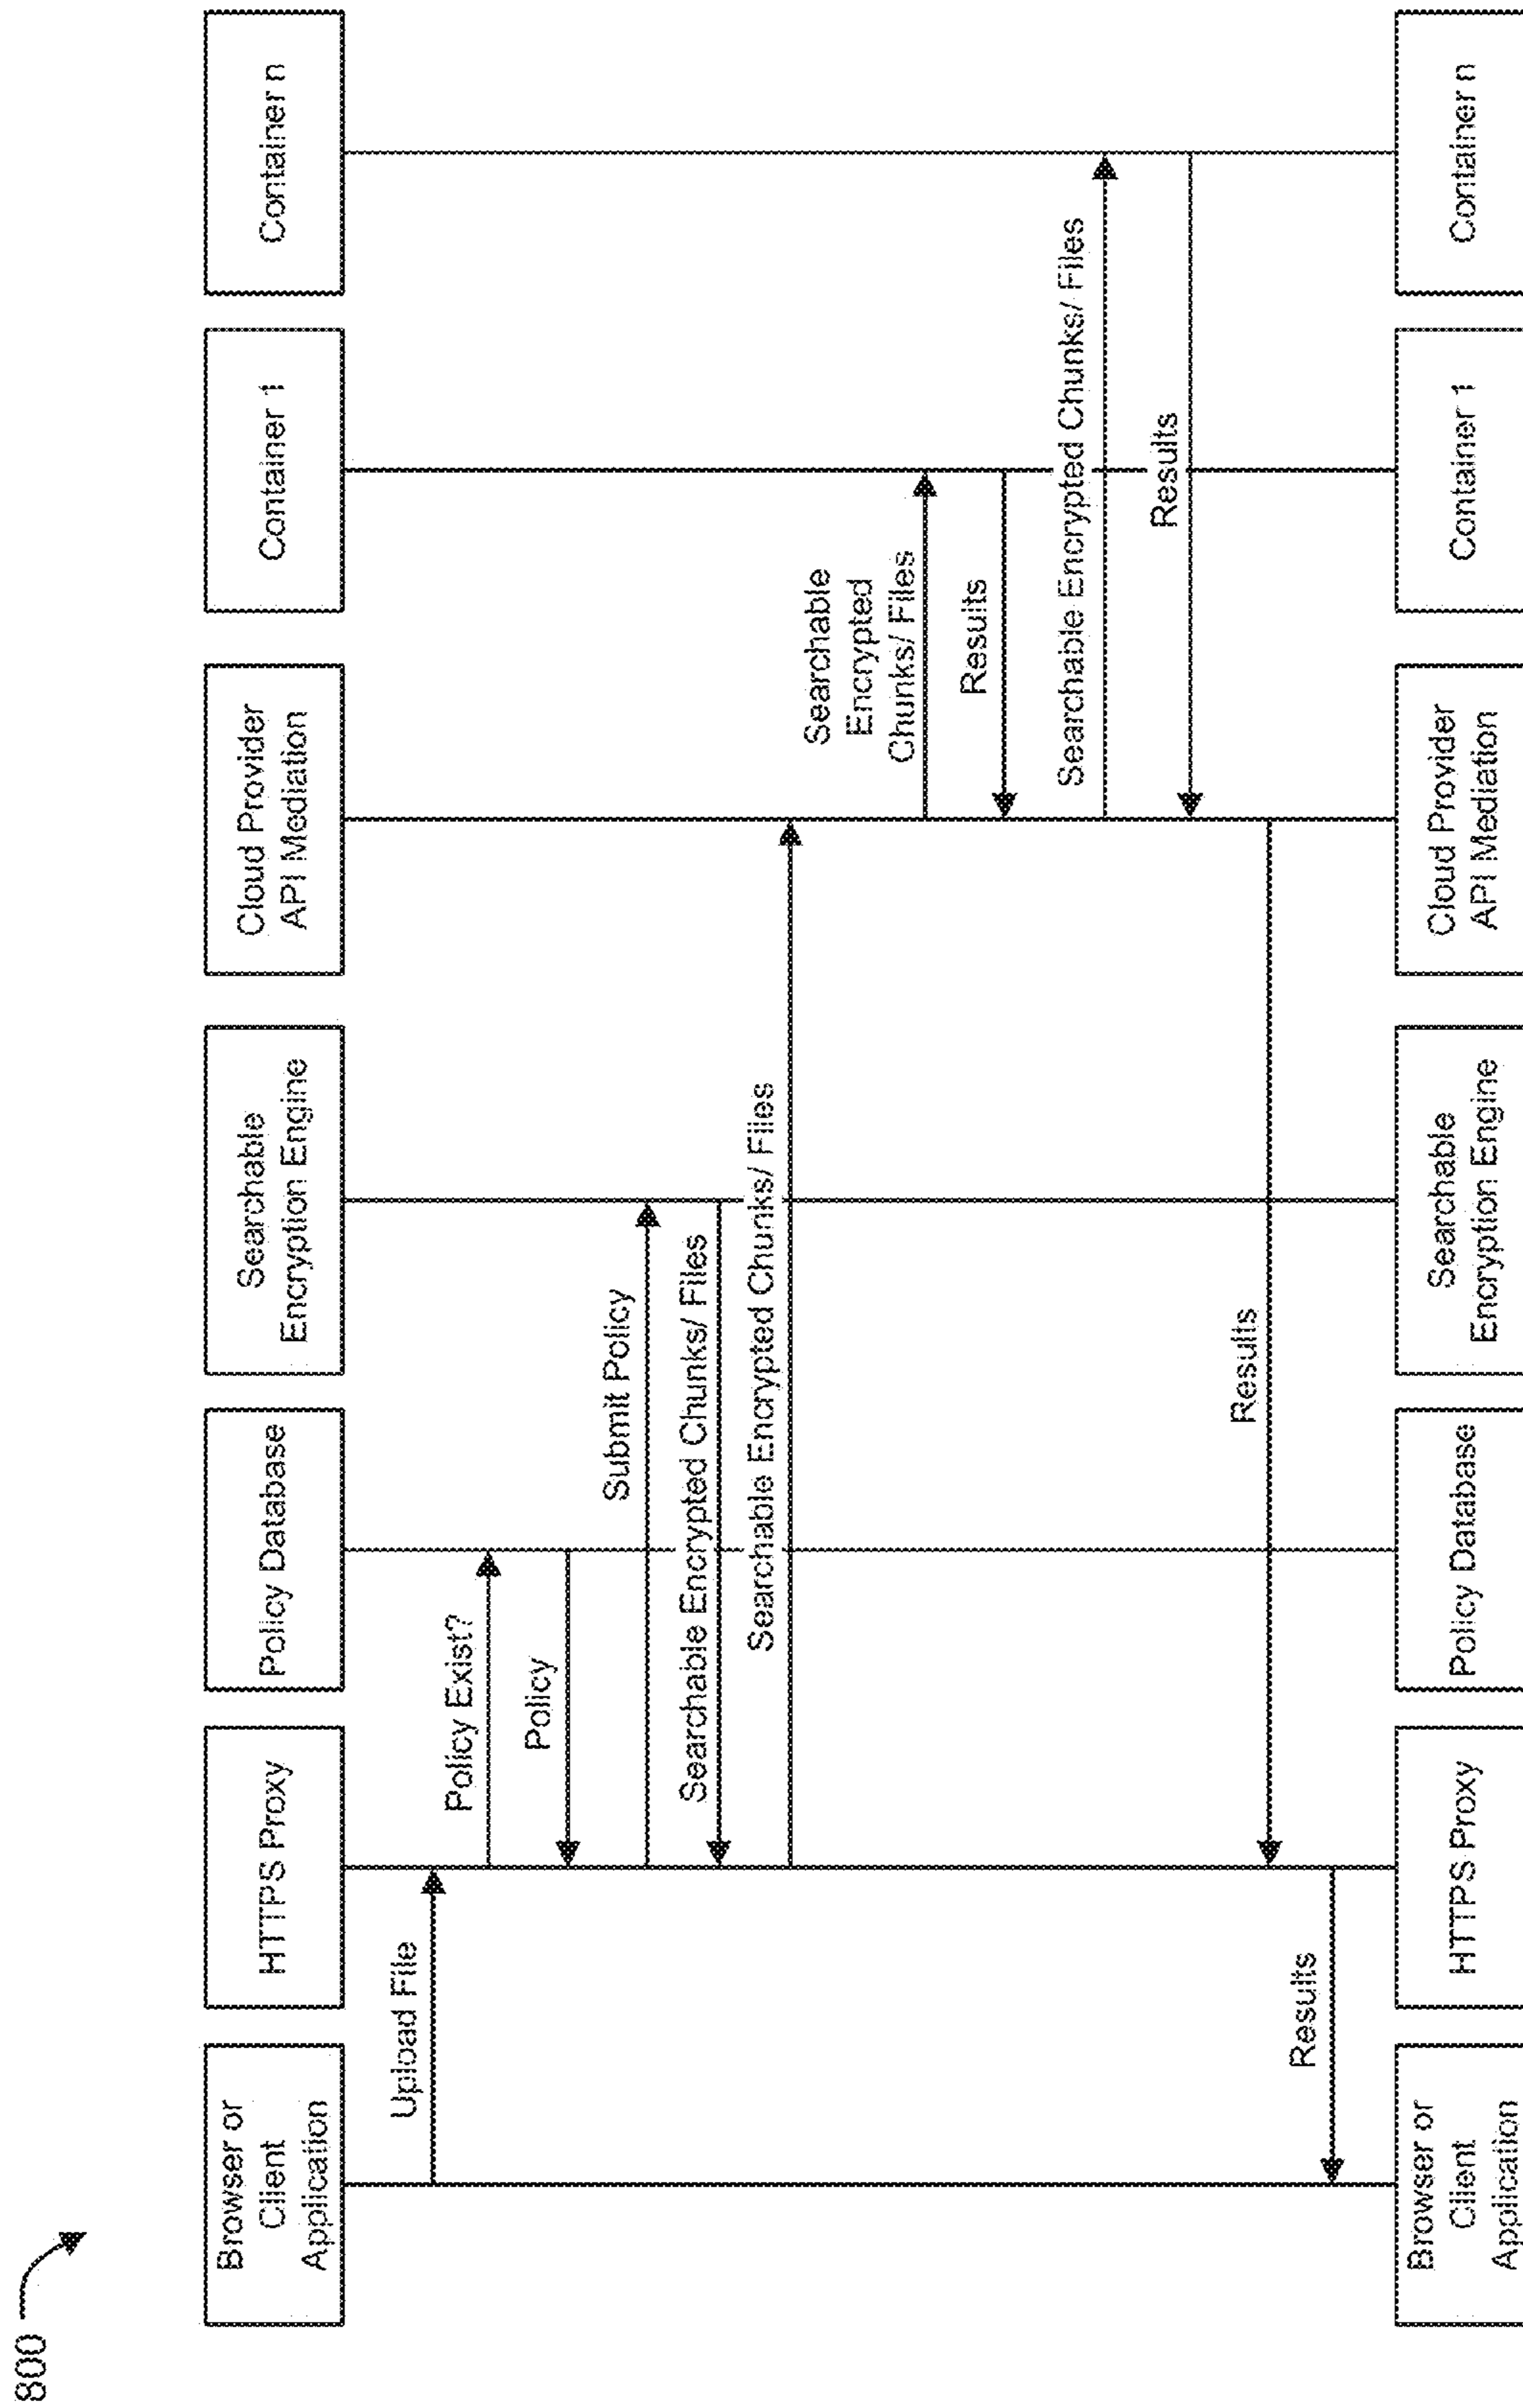 800
Browser or
Client
Application
HTTPS Proxy
Policy Database
Searchable
Encryption Engine
Cloud Provider
API Mediation
Container 1
Container n
Upload File
Policy Exist?
Policy
Submit Policy
Searchable Encrypted Chunks/ Files
Searchable Encrypted Chunks/ Files
Searchable
Encrypted
Chunks/ Files
Results
Searchable Encrypted Chunks/ Files
Results
Results
Results
Browser or
Client
Application
HTTPS Proxy
Policy Database
Searchable
Encryption Engine
Cloud Provider
API Mediation
Container 1
Container n